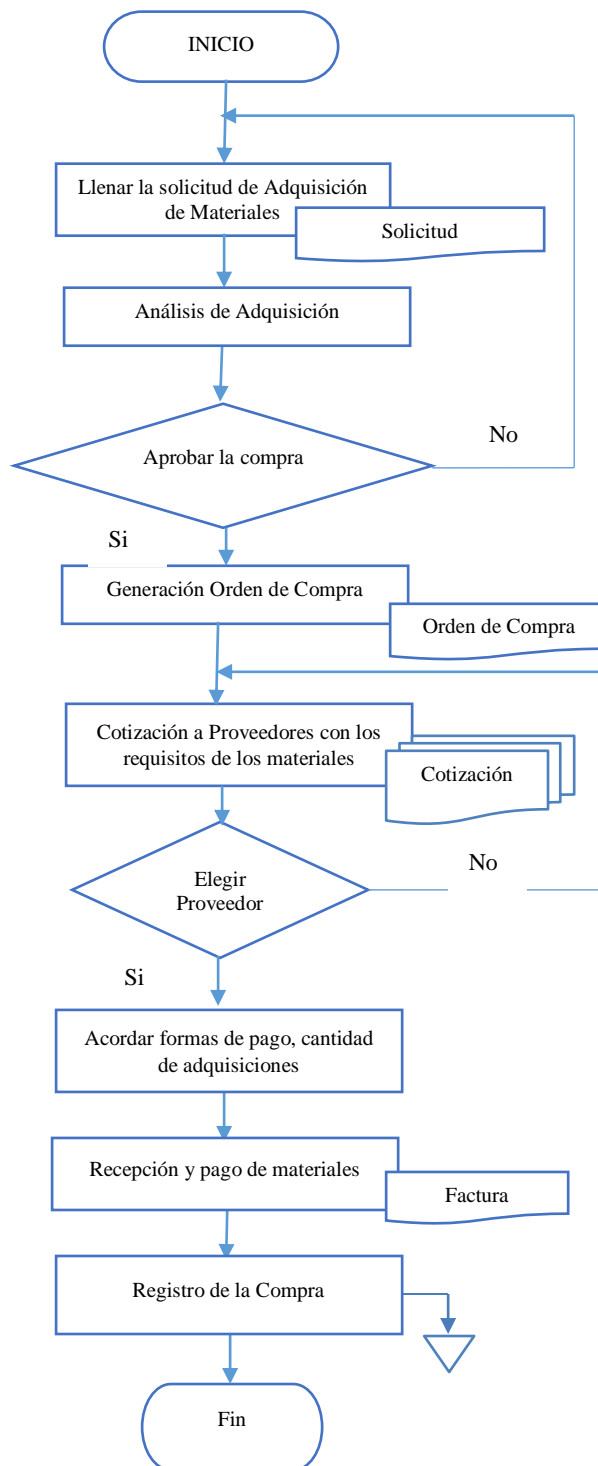 INICIO
Llenar la solicitud de Adquisición
de Materiales
Solicitud
Análisis de Adquisición
No
Aprobar la compra
Si
Generación Orden de Compra
Orden de Compra
Cotización a Proveedores con los
requisitos de los materiales
Cotización
No
Elegir
Proveedor
Si
Acordar formas de pago, cantidad
de adquisiciones
Recepción y pago de materiales
Factura
Registro de la Compra
Fin